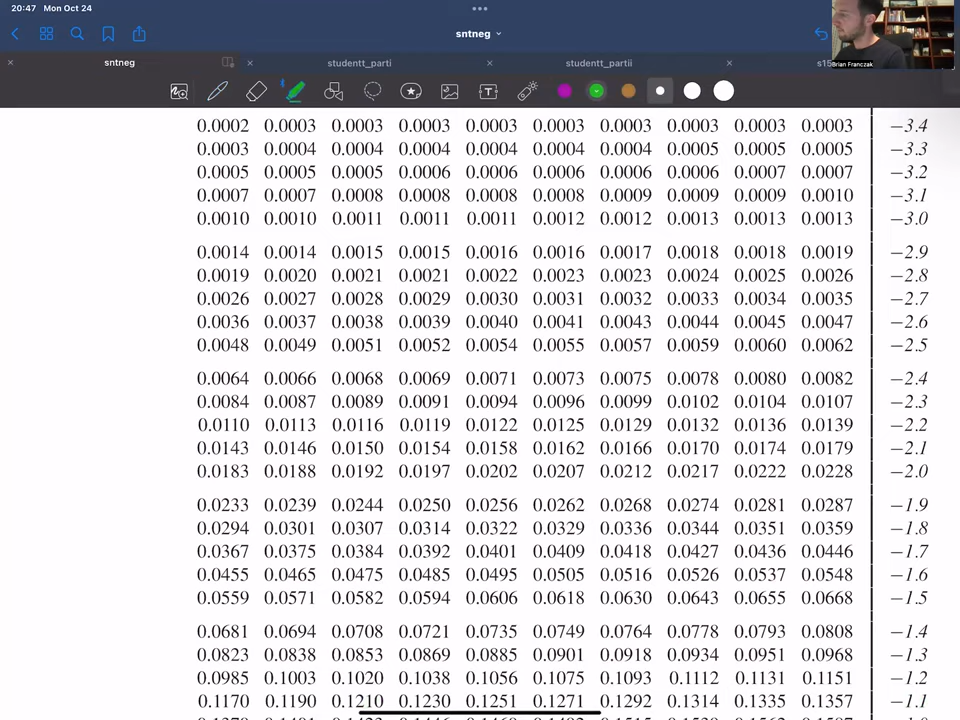 20:47 Mon Oct 24
sntneg
Brian Franczak
sntneg studentt_parti studentt_partii
0.0002 0.0003 0.0003 0.0003 0.0003 0.0003 0.0003 0.0003 0.0003 0.0003 −3.4
0.0003 0.0004 0.0004 0.0004 0.0004 0.0004 0.0004 0.0005 0.0005 0.0005 −3.3
0.0005 0.0005 0.0005 0.0006 0.0006 0.0006 0.0006 0.0006 0.0007 0.0007 −3.2
0.0007 0.0007 0.0008 0.0008 0.0008 0.0008 0.0009 0.0009 0.0009 0.0010 −3.1
0.0010 0.0010 0.0011 0.0011 0.0011 0.0012 0.0012 0.0013 0.0013 0.0013 −3.0
0.0014 0.0014 0.0015 0.0015 0.0016 0.0016 0.0017 0.0018 0.0018 0.0019 −2.9
0.0019 0.0020 0.0021 0.0021 0.0022 0.0023 0.0023 0.0024 0.0025 0.0026 −2.8
0.0026 0.0027 0.0028 0.0029 0.0030 0.0031 0.0032 0.0033 0.0034 0.0035 −2.7
0.0036 0.0037 0.0038 0.0039 0.0040 0.0041 0.0043 0.0044 0.0045 0.0047 −2.6
0.0048 0.0049 0.0051 0.0052 0.0054 0.0055 0.0057 0.0059 0.0060 0.0062 −2.5
0.0064 0.0066 0.0068 0.0069 0.0071 0.0073 0.0075 0.0078 0.0080 0.0082 −2.4
0.0084 0.0087 0.0089 0.0091 0.0094 0.0096 0.0099 0.0102 0.0104 0.0107 −2.3
0.0110 0.0113 0.0116 0.0119 0.0122 0.0125 0.0129 0.0132 0.0136 0.0139 −2.2
0.0143 0.0146 0.0150 0.0154 0.0158 0.0162 0.0166 0.0170 0.0174 0.0179 −2.1
0.0183 0.0188 0.0192 0.0197 0.0202 0.0207 0.0212 0.0217 0.0222 0.0228 −2.0
0.0233 0.0239 0.0244 0.0250 0.0256 0.0262 0.0268 0.0274 0.0281 0.0287 −1.9
0.0294 0.0301 0.0307 0.0314 0.0322 0.0329 0.0336 0.0344 0.0351 0.0359 −1.8
0.0367 0.0375 0.0384 0.0392 0.0401 0.0409 0.0418 0.0427 0.0436 0.0446 −1.7
0.0455 0.0465 0.0475 0.0485 0.0495 0.0505 0.0516 0.0526 0.0537 0.0548 −1.6
0.0559 0.0571 0.0582 0.0594 0.0606 0.0618 0.0630 0.0643 0.0655 0.0668 −1.5
0.0681 0.0694 0.0708 0.0721 0.0735 0.0749 0.0764 0.0778 0.0793 0.0808 −1.4
0.0823 0.0838 0.0853 0.0869 0.0885 0.0901 0.0918 0.0934 0.0951 0.0968 −1.3
0.0985 0.1003 0.1020 0.1038 0.1056 0.1075 0.1093 0.1112 0.1131 0.1151 −1.2
0.1170 0.1190 0.1210 0.1230 0.1251 0.1271 0.1292 0.1314 0.1335 0.1357 −1.1